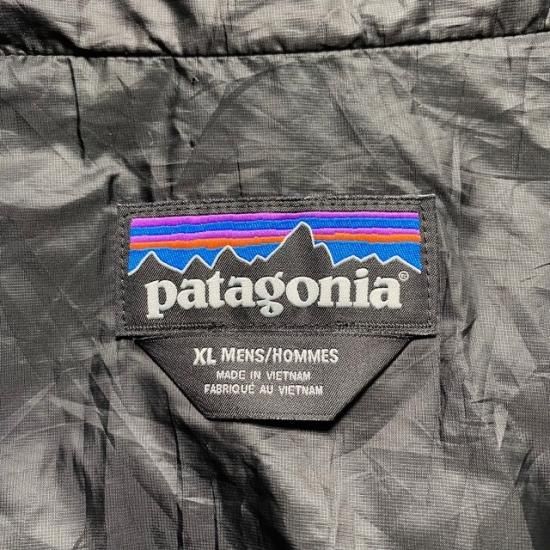 patagonia®
XL MENS/HOMMES
MADE IN VIETNAM
FABRIQUÉ AU VIETNAM